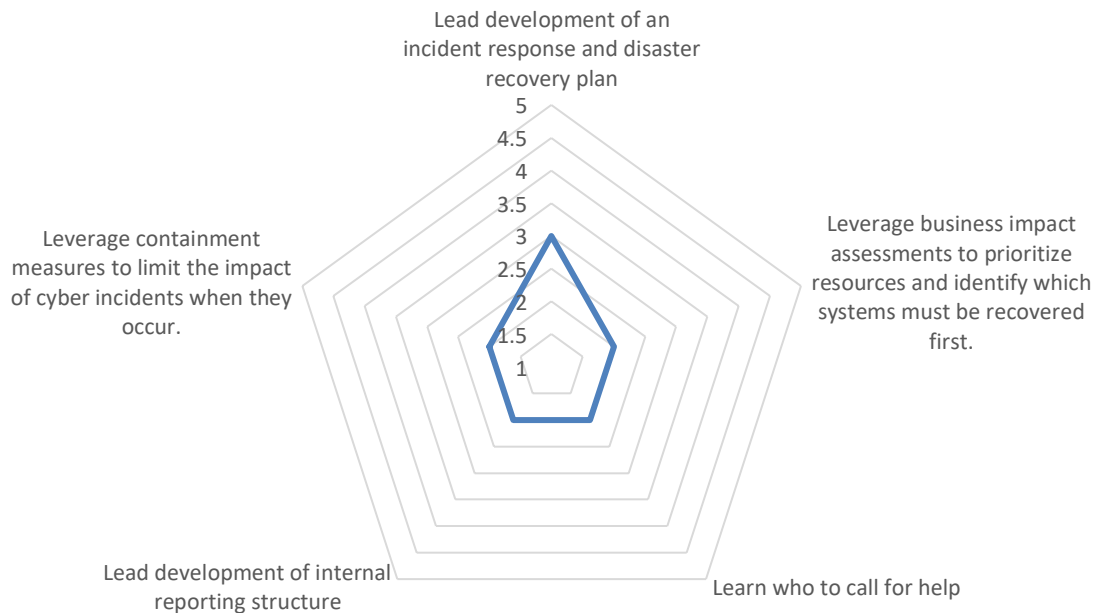 Lead development of an
incident response and disaster
recovery plan
5
4.5
4
3.5
3
2.5
2
1.5
1
Leverage business impact
assessments to prioritize
resources and identify which
systems must be recovered
first.
Learn who to call for help
Lead development of internal
reporting structure
Leverage containment
measures to limit the impact
of cyber incidents when they
occur.